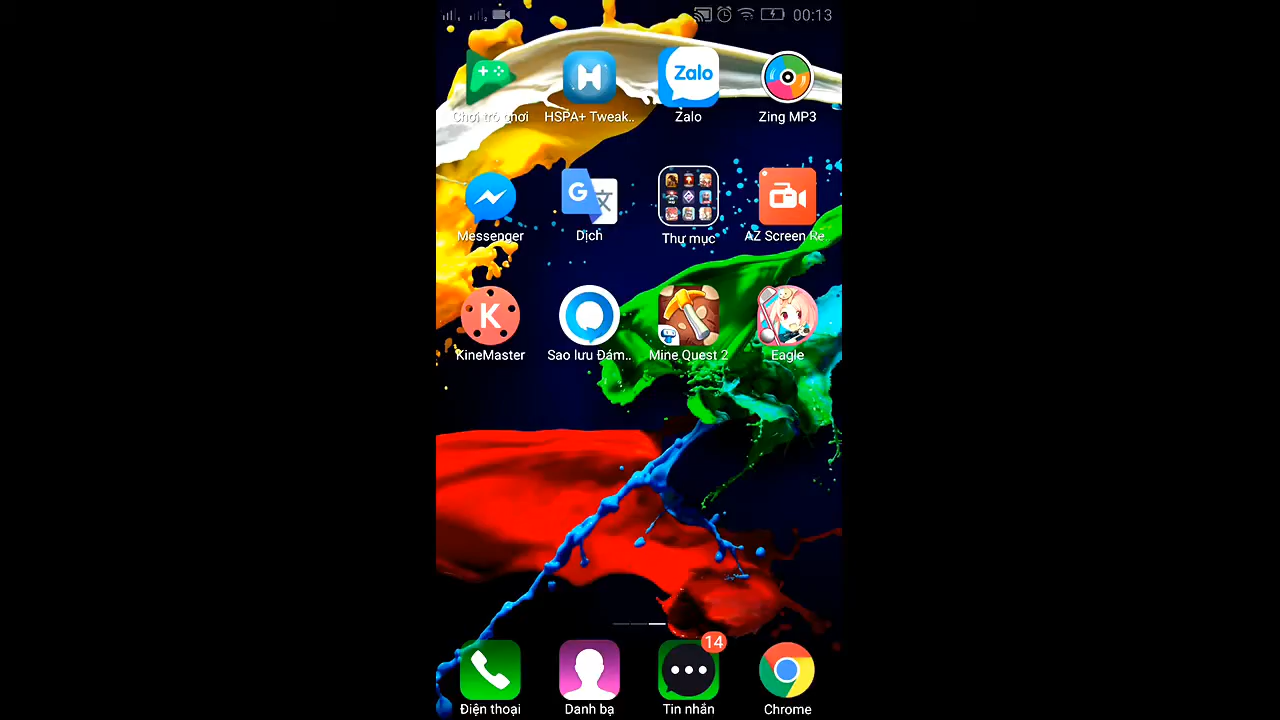 00:13
Chơi trò chơi
HSPA+ Tweak..
Zalo
Zalo
Zing MP3
Messenger
G
Dịch
Thư mục
AZ Screen Re..
K
KineMaster
Sao lưu Đám..
Mine Quest 2
Eagle
14
Điện thoại
Danh bạ
Tin nhắn
Chrome